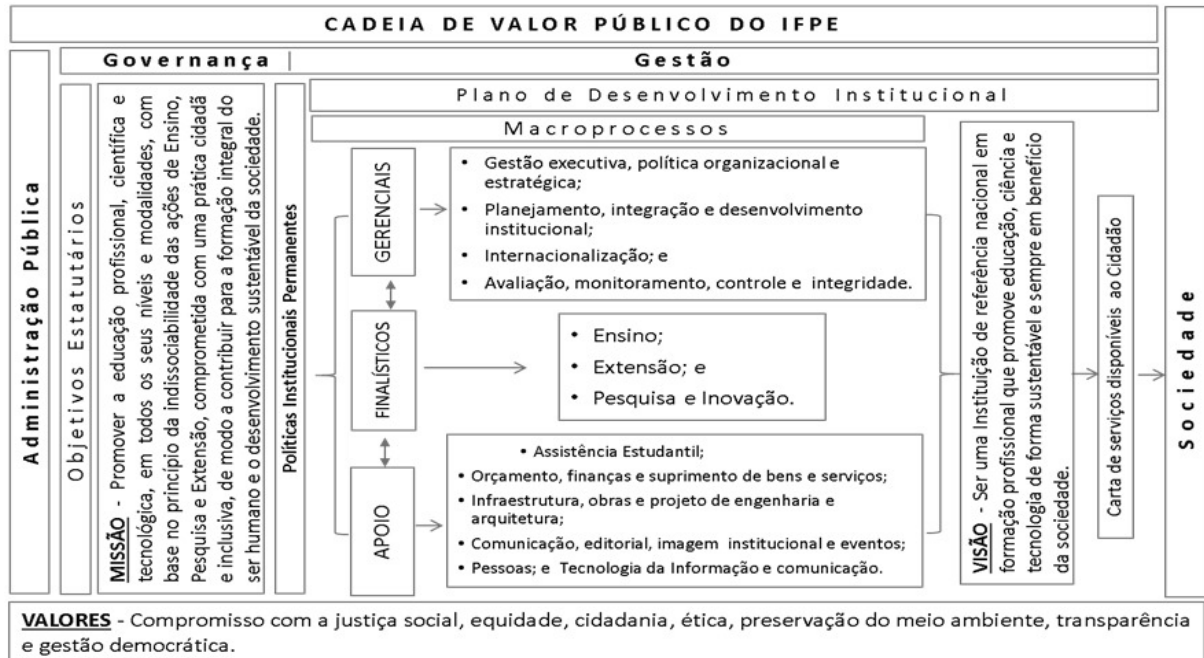 CADEIA DE VALOR PÚBLICO DO IFPE
Administração Pública
Governança
Gestão
Objetivos Estatutários
MISSÃO - Promover a educação profissional, científica e
tecnológica, em todos os seus níveis e modalidades, com
base no princípio da indissociabilidade das ações de Ensino,
Pesquisa e Extensão, comprometida com uma prática cidadã
e inclusiva, de modo a contribuir para a formação integral do
ser humano e o desenvolvimento sustentável da sociedade.
Políticas Institucionais Permanentes
Plano de Desenvolvimento Institucional
Macroprocessos
GERENCIAIS
• Gestão executiva, política organizacional e
estratégica;
• Planejamento, integração e desenvolvimento
institucional;
• Internacionalização; e
• Avaliação, monitoramento, controle e integridade.
FINALÍSTICOS
• Ensino;
• Extensão; e
• Pesquisa e Inovação.
APOIO
• Assistência Estudantil;
• Orçamento, finanças e suprimento de bens e serviços;
• Infraestrutura, obras e projeto de engenharia e
arquitetura;
• Comunicação, editorial, imagem institucional e eventos;
• Pessoas; e Tecnologia da Informação e comunicação.
VISÃO - Ser uma Instituição de referência nacional em
formação profissional que promove educação, ciência e
tecnologia de forma sustentável e sempre em benefício
da sociedade.
Carta de serviços disponíveis ao Cidadão
Sociedade
VALORES - Compromisso com a justiça social, equidade, cidadania, ética, preservação do meio ambiente, transparência
e gestão democrática.